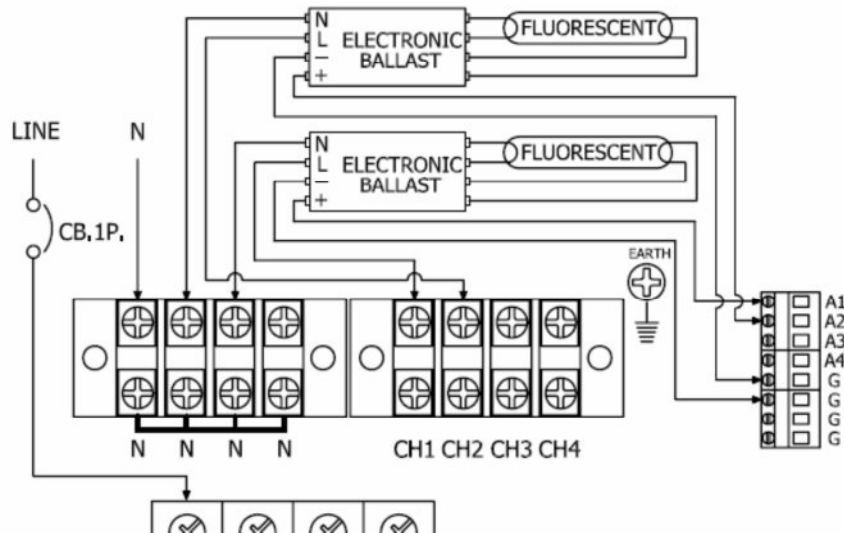 N
L
—
+
ELECTRONIC
BALLAST
FLUORESCENT
LINE
N
N
L
—
+
ELECTRONIC
BALLAST
FLUORESCENT
CB.1P.
EARTH
A1
A2
A3
A4
G
G
G
G
N N N N
CH1 CH2 CH3 CH4